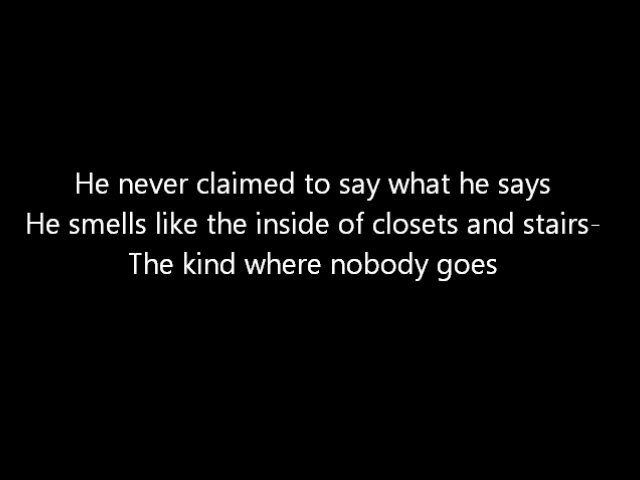 He never claimed to say what he says
He smells like the inside of closets and stairs-
The kind where nobody goes